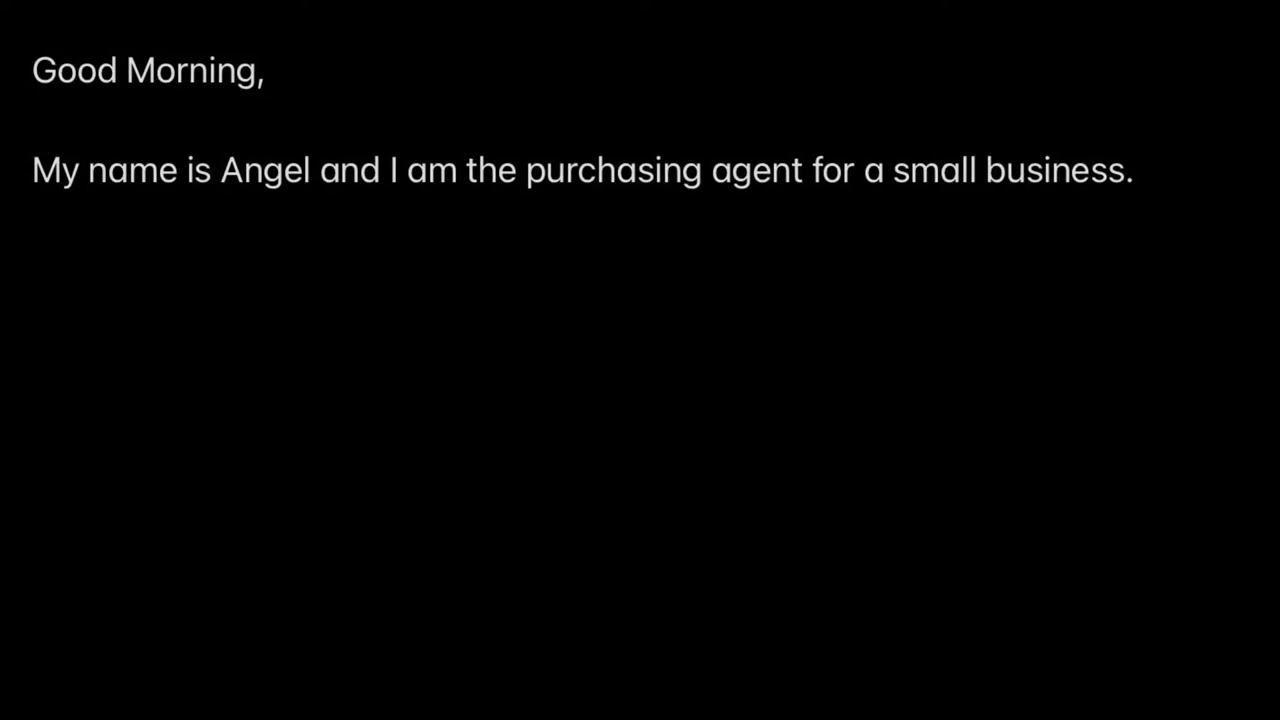 Good Morning,
My name is Angel and I am the purchasing agent for a small business.